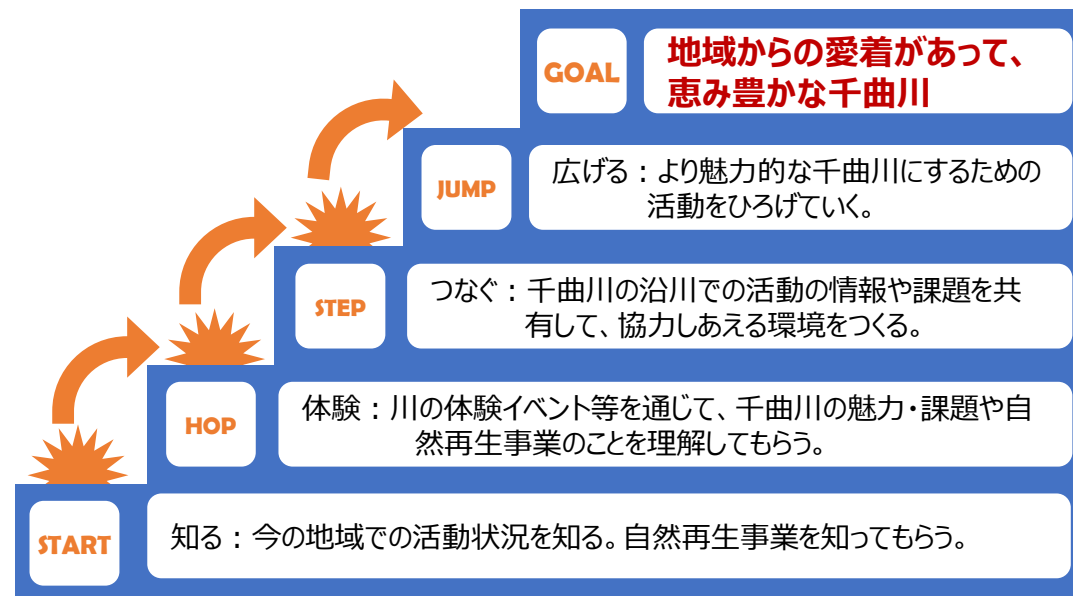 GOAL
地域からの愛着があって、
恵み豊かな千曲川
JUMP
広げる：より魅力的な千曲川にするための
活動をひろげていく。
STEP
つなぐ：千曲川の沿川での活動の情報や課題を共
有して、協力しあえる環境をつくる。
HOP
体験：川の体験イベント等を通じて、千曲川の魅力・課題や自
然再生事業のことを理解してもらう。
START
知る：今の地域での活動状況を知る。自然再生事業を知ってもらう。